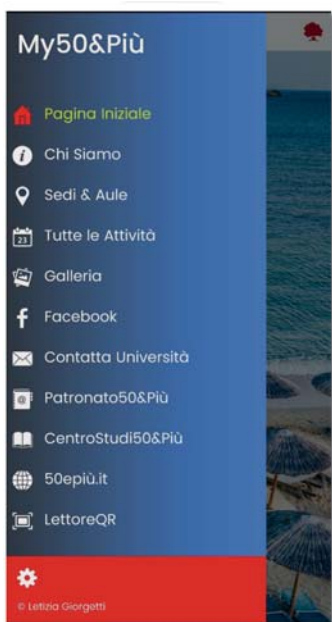 My50&Più
Pagina Iniziale
Chi Siamo
Sedi & Aule
23
Tutte le Attività
Galleria
Facebook
Contatta Università
@
Patronato50&Più
CentroStudi50&Più
50epiù.it
LettoreQR
© Letizia Giorgetti